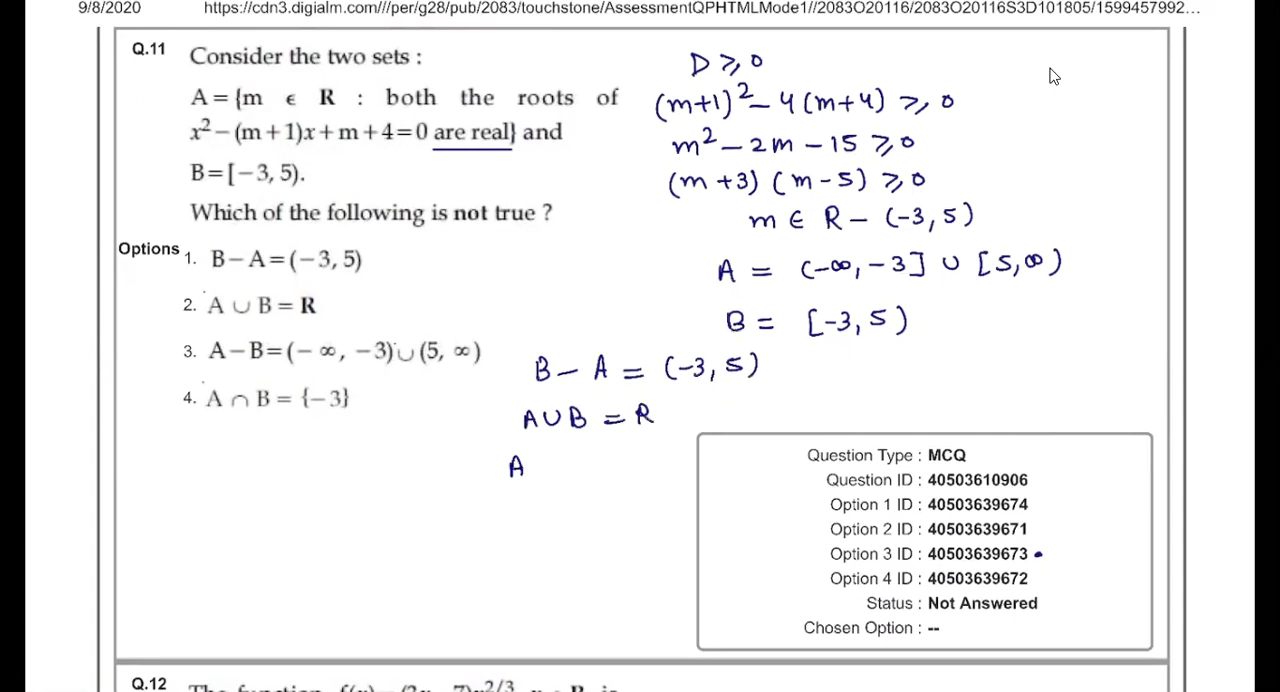 9/8/2020 https://cdn3.digialm.com///per/g28/pub/2083/touchstone/AssessmentQPHTMLMode1//2083O20116/2083O20116S3D101805/1599457992...
Q.11 Consider the two sets :
A = {m ϵ R : both the roots of
x² − (m + 1)x + m + 4 = 0 are real} and
B = [−3, 5).
Which of the following is not true ?
Options 1. B − A = (−3, 5)
2. A ∪ B = R
3. A − B = (−∞, −3) ∪ (5, ∞)
4. A ∩ B = {−3}
D ⩾ 0
(m+1)² − 4(m+4) ⩾ 0
m² − 2m − 15 ⩾ 0
(m+3) (m−5) ⩾ 0
m ∈ R − (−3, 5)
A = (−∞, −3] ∪ [5, ∞)
B = [−3, 5)
B − A = (−3, 5)
A ∪ B = R
A
Question Type : MCQ
Question ID : 40503610906
Option 1 ID : 40503639674
Option 2 ID : 40503639671
Option 3 ID : 40503639673
Option 4 ID : 40503639672
Status : Not Answered
Chosen Option : --
Q.12